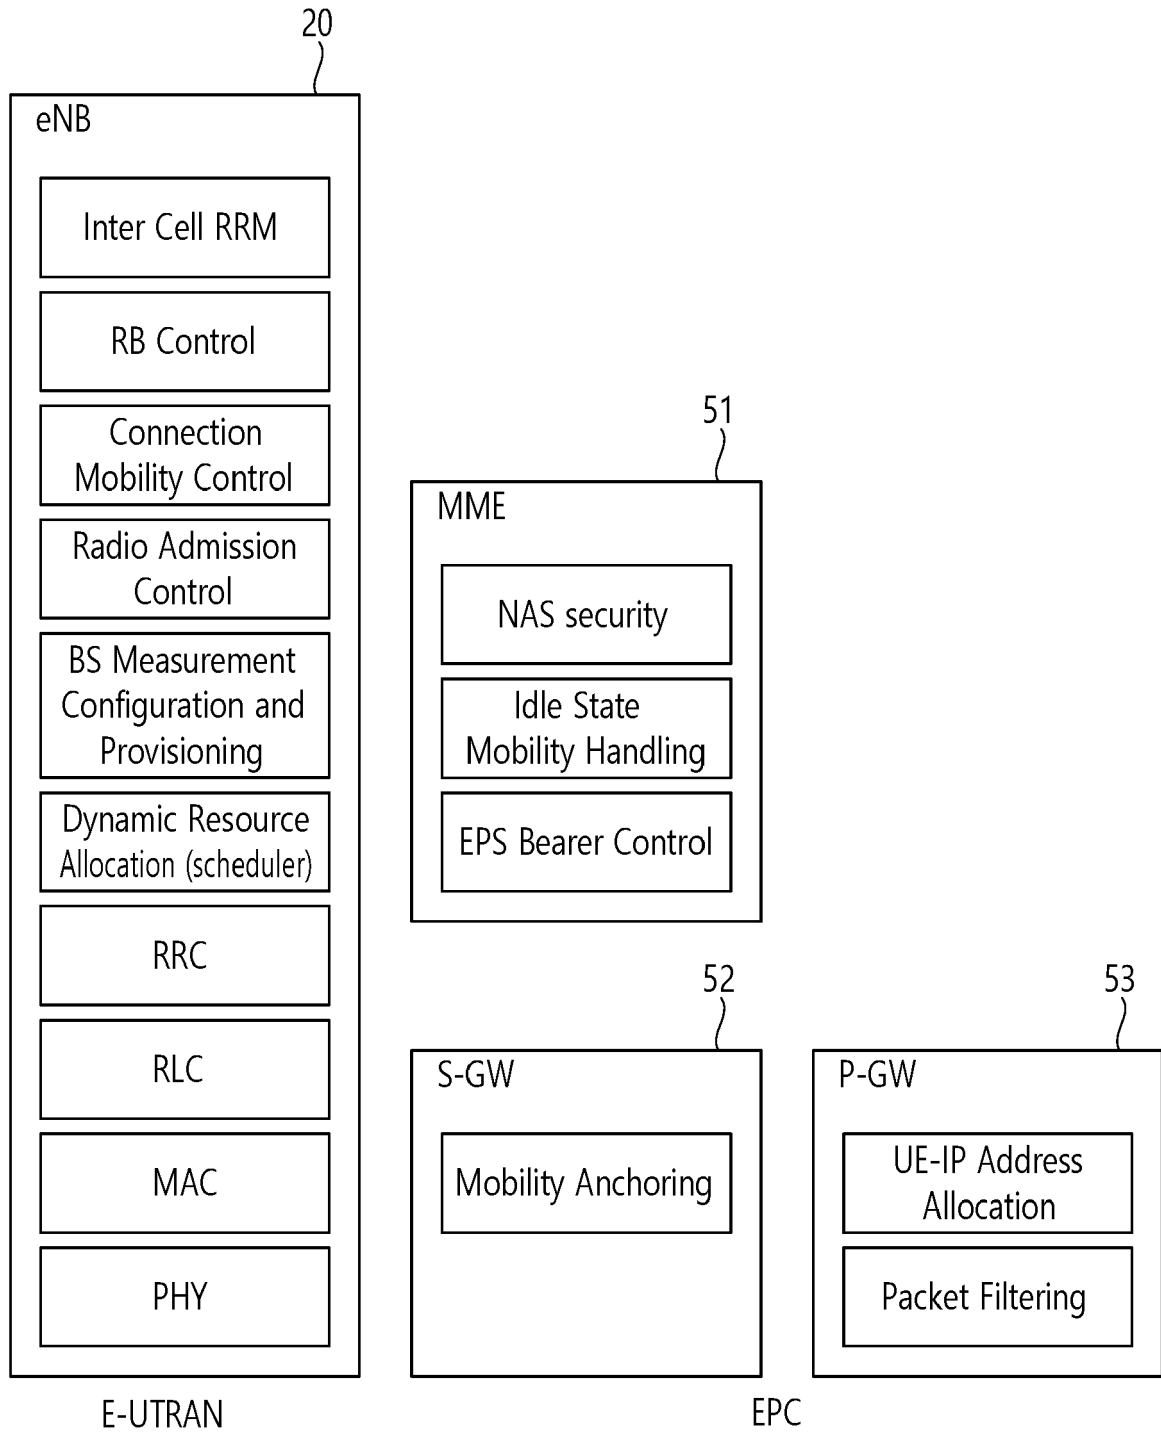 20
eNB
Inter Cell RRM
RB Control
Connection
Mobility Control
Radio Admission
Control
BS Measurement
Configuration and
Provisioning
Dynamic Resource
Allocation (scheduler)
RRC
RLC
MAC
PHY
E-UTRAN
51
MME
NAS security
Idle State
Mobility Handling
EPS Bearer Control
52
S-GW
Mobility Anchoring
53
P-GW
UE-IP Address
Allocation
Packet Filtering
EPC